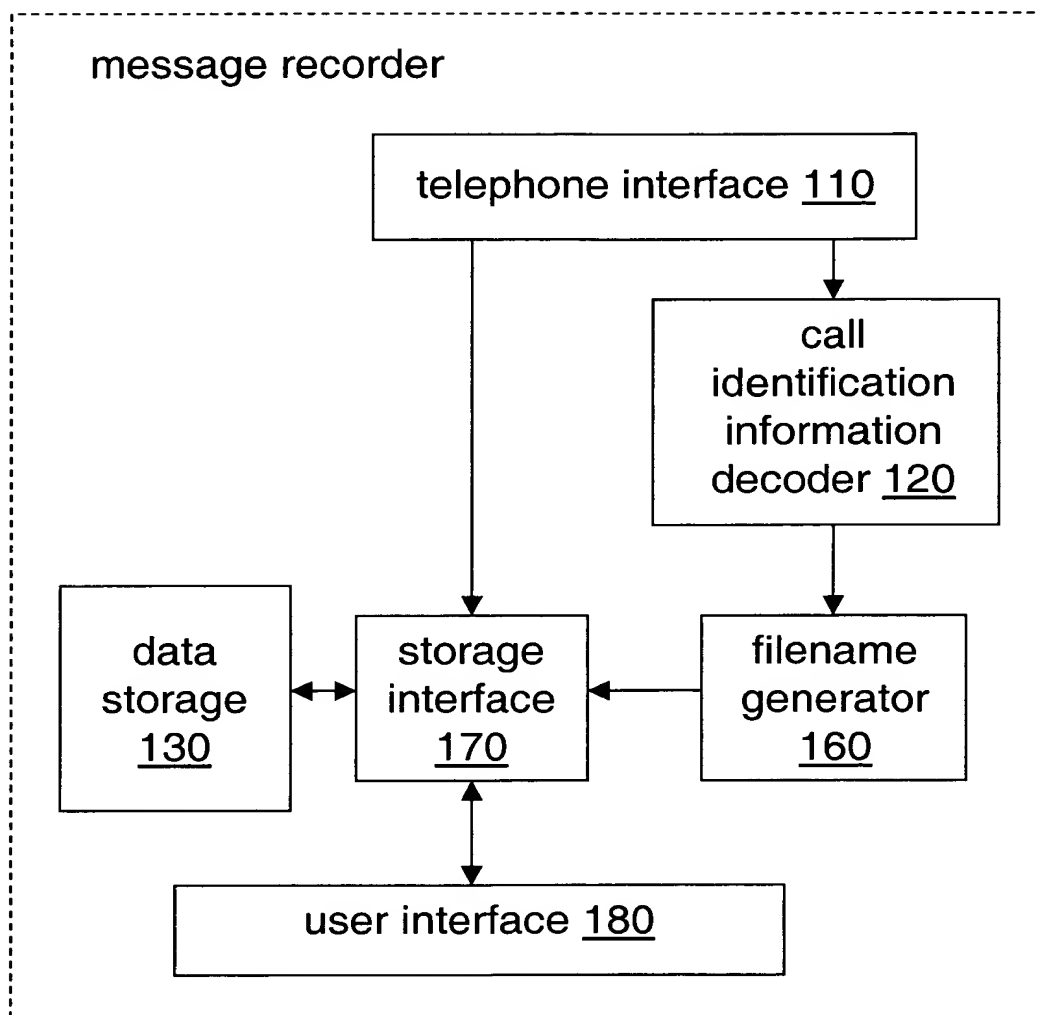 message recorder
telephone interface 110
call
identification
information
decoder 120
data
storage
130
storage
interface
170
filename
generator
160
user interface 180